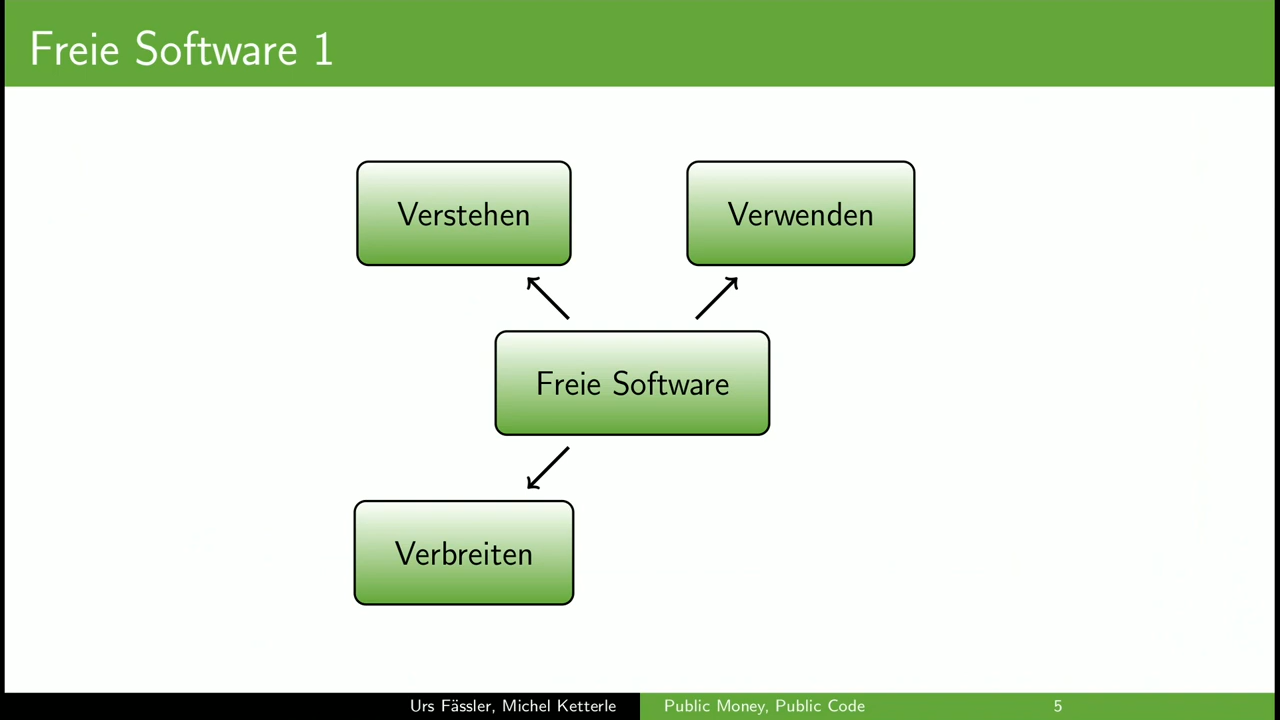 Freie Software 1
Verstehen
Verwenden
Freie Software
Verbreiten
Urs Fässler, Michel Ketterle
Public Money, Public Code
5